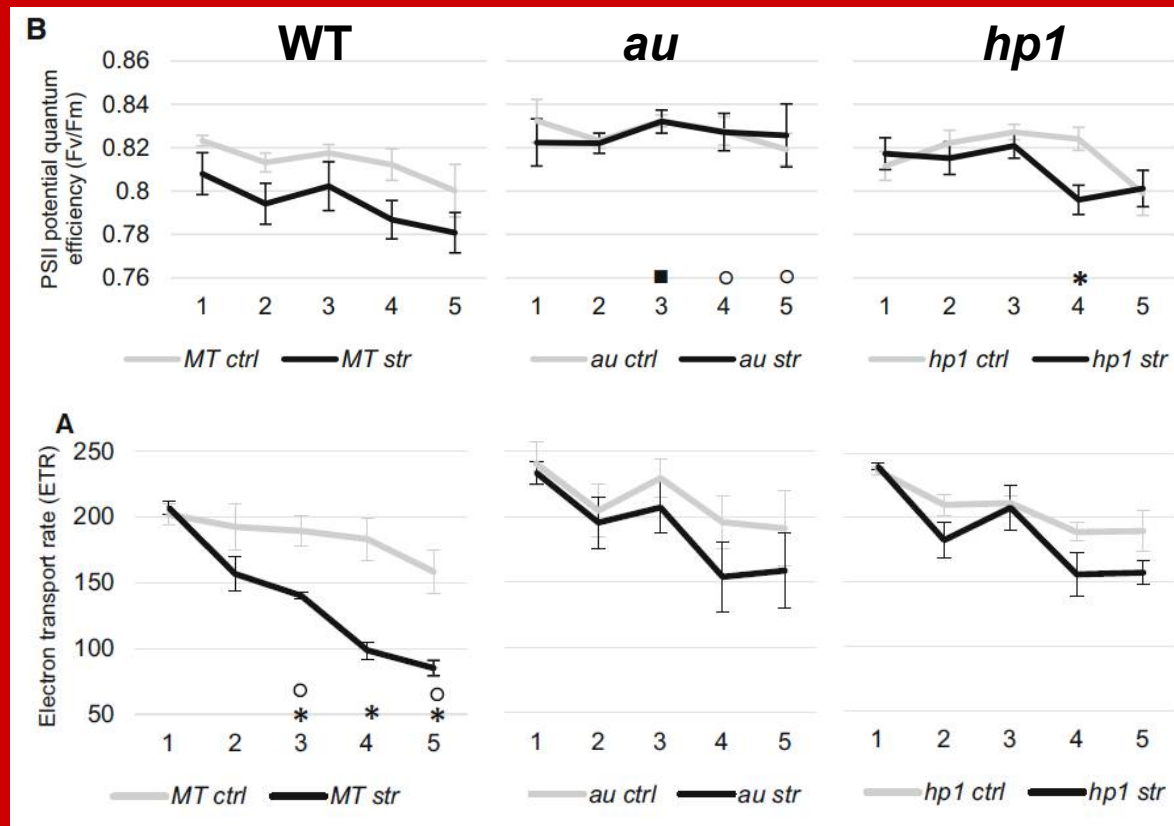 B WT au hp1
PSII potential quantum
efficiency (Fv/Fm)
0.86
0.84
0.82
0.8
0.78
0.76
1 2 3 4 5
MT ctrl MT str
■ ○ ○
1 2 3 4 5
au ctrl au str
*
1 2 3 4 5
hp1 ctrl hp1 str
A
Electron transport rate (ETR)
250
200
150
100
50
○ ○
* * *
1 2 3 4 5
MT ctrl MT str
1 2 3 4 5
au ctrl au str
1 2 3 4 5
hp1 ctrl hp1 str